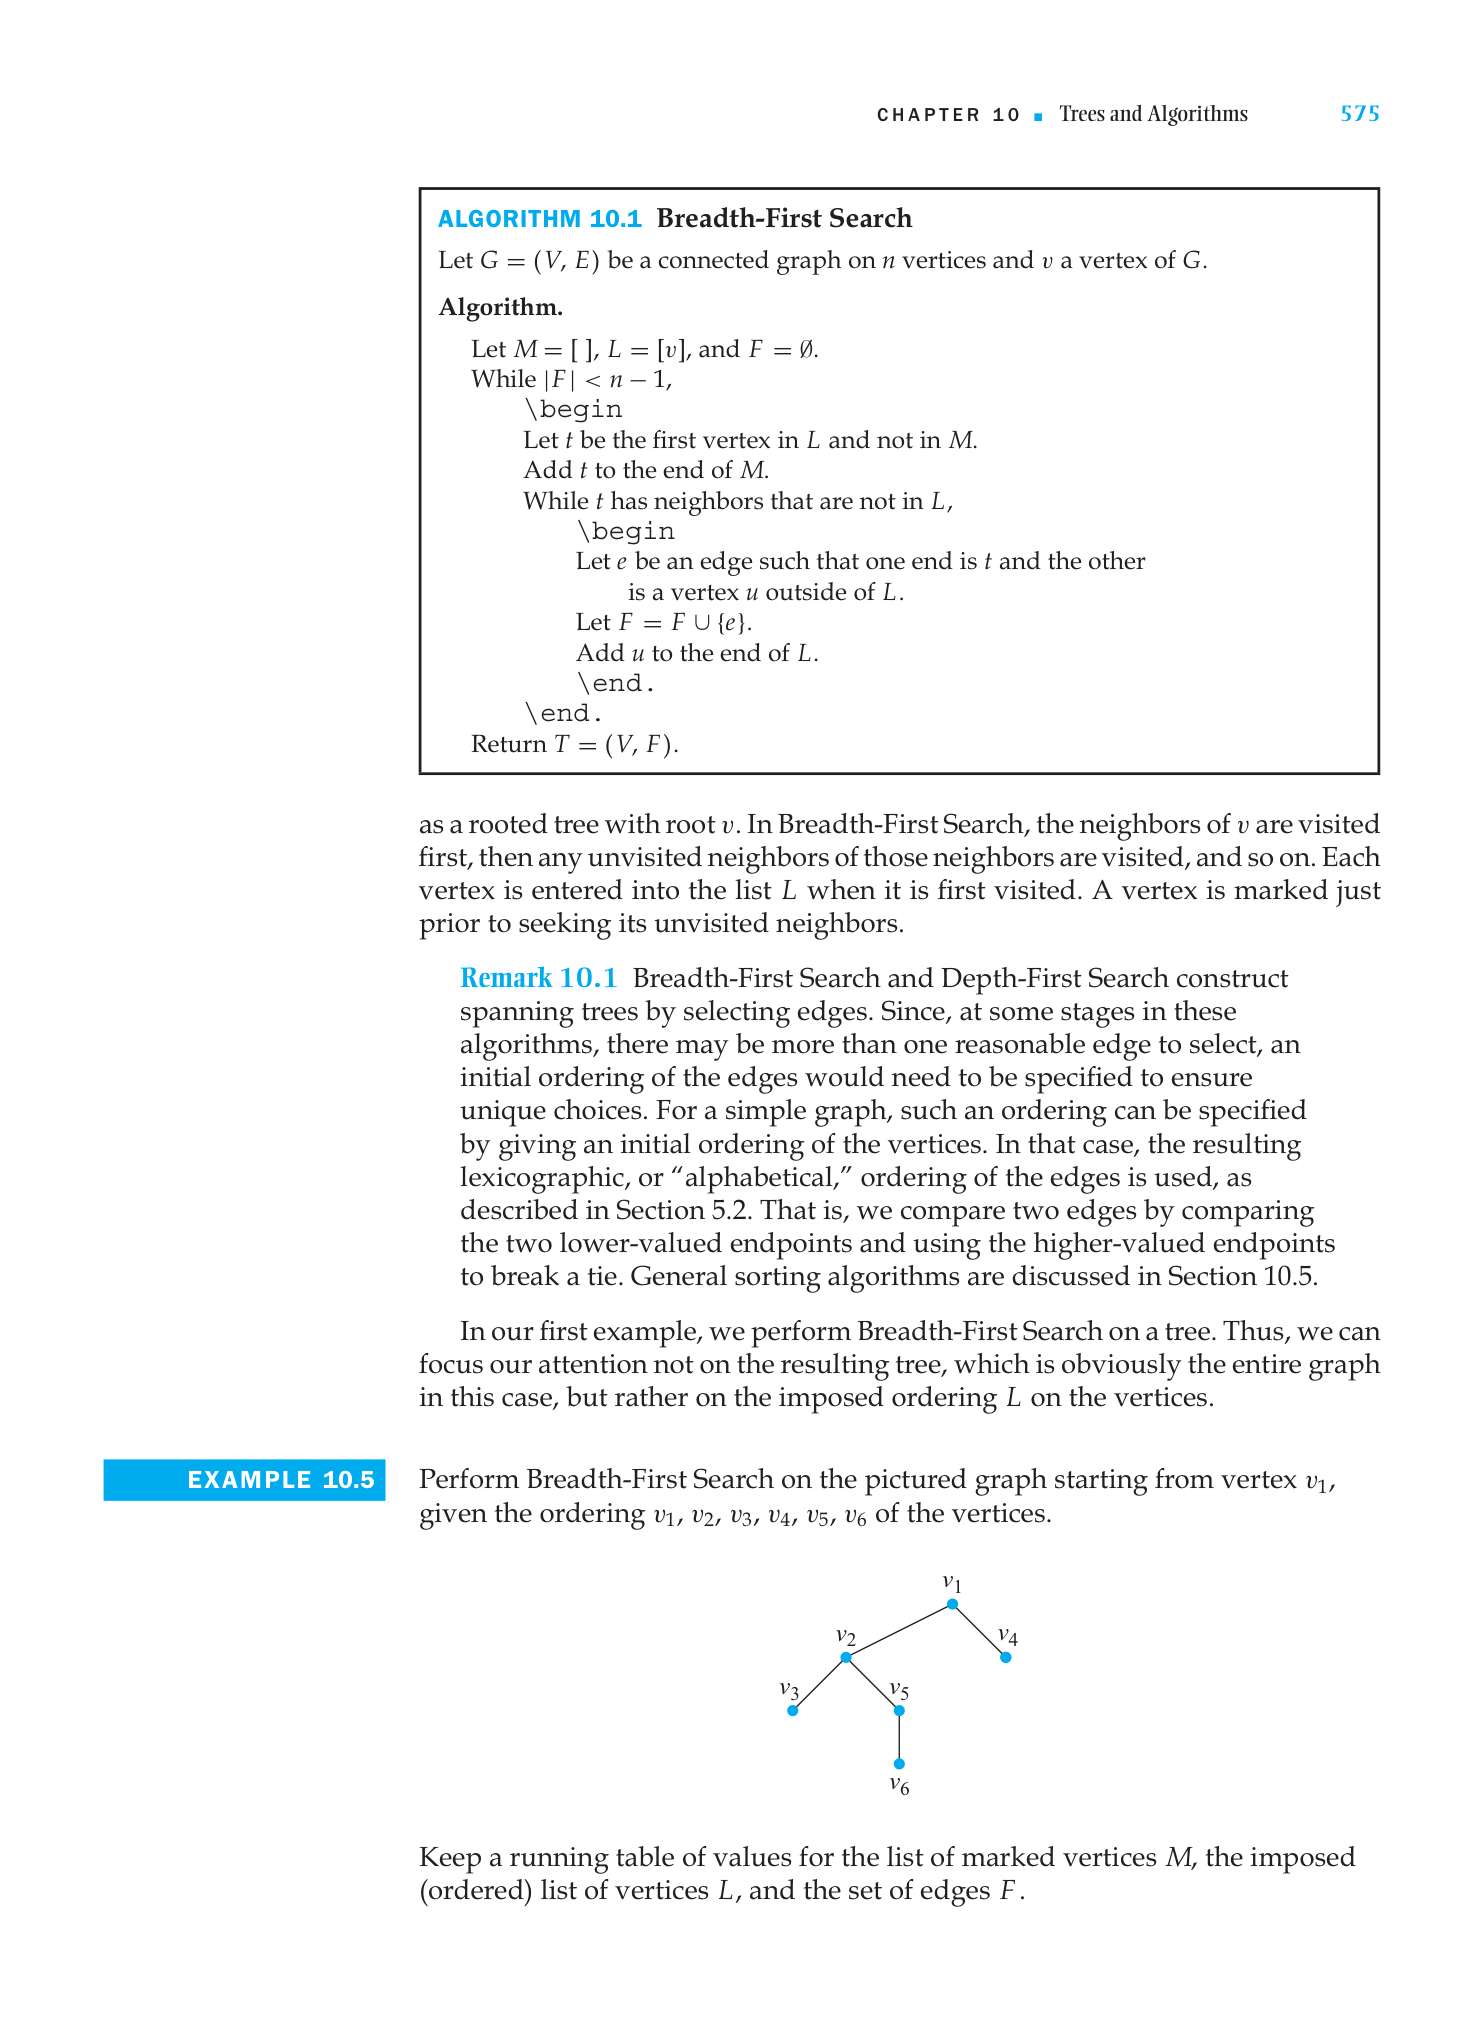 CHAPTER 10 ■ Trees and Algorithms 575
ALGORITHM 10.1 Breadth-First Search
Let G = (V, E) be a connected graph on n vertices and v a vertex of G.
Algorithm.
Let M = [ ], L = [v], and F = ∅.
While |F| < n − 1,
\begin
Let t be the first vertex in L and not in M.
Add t to the end of M.
While t has neighbors that are not in L,
\begin
Let e be an edge such that one end is t and the other
is a vertex u outside of L.
Let F = F ∪ {e}.
Add u to the end of L.
\end.
\end.
Return T = (V, F).
as a rooted tree with root v. In Breadth-First Search, the neighbors of v are visited
first, then any unvisited neighbors of those neighbors are visited, and so on. Each
vertex is entered into the list L when it is first visited. A vertex is marked just
prior to seeking its unvisited neighbors.
Remark 10.1 Breadth-First Search and Depth-First Search construct
spanning trees by selecting edges. Since, at some stages in these
algorithms, there may be more than one reasonable edge to select, an
initial ordering of the edges would need to be specified to ensure
unique choices. For a simple graph, such an ordering can be specified
by giving an initial ordering of the vertices. In that case, the resulting
lexicographic, or “alphabetical,” ordering of the edges is used, as
described in Section 5.2. That is, we compare two edges by comparing
the two lower-valued endpoints and using the higher-valued endpoints
to break a tie. General sorting algorithms are discussed in Section 10.5.
In our first example, we perform Breadth-First Search on a tree. Thus, we can
focus our attention not on the resulting tree, which is obviously the entire graph
in this case, but rather on the imposed ordering L on the vertices.
EXAMPLE 10.5 Perform Breadth-First Search on the pictured graph starting from vertex v₁,
given the ordering v₁, v₂, v₃, v₄, v₅, v₆ of the vertices.
v₁
v₂ v₄
v₃ v₅
v₆
Keep a running table of values for the list of marked vertices M, the imposed
(ordered) list of vertices L, and the set of edges F.